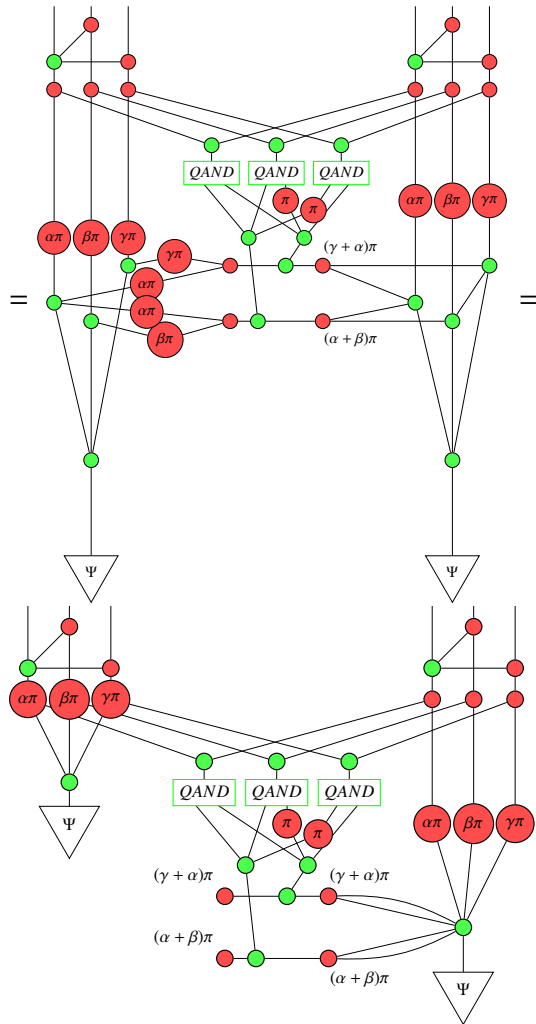 QAND QAND QAND
π
π
απ βπ γπ
(γ + α)π
απ βπ γπ
γπ
απ
= =
απ
βπ
(α + β)π
Ψ Ψ
απ βπ γπ
QAND QAND QAND
Ψ
π
π
απ βπ γπ
(γ + α)π (γ + α)π
(α + β)π
(α + β)π
Ψ